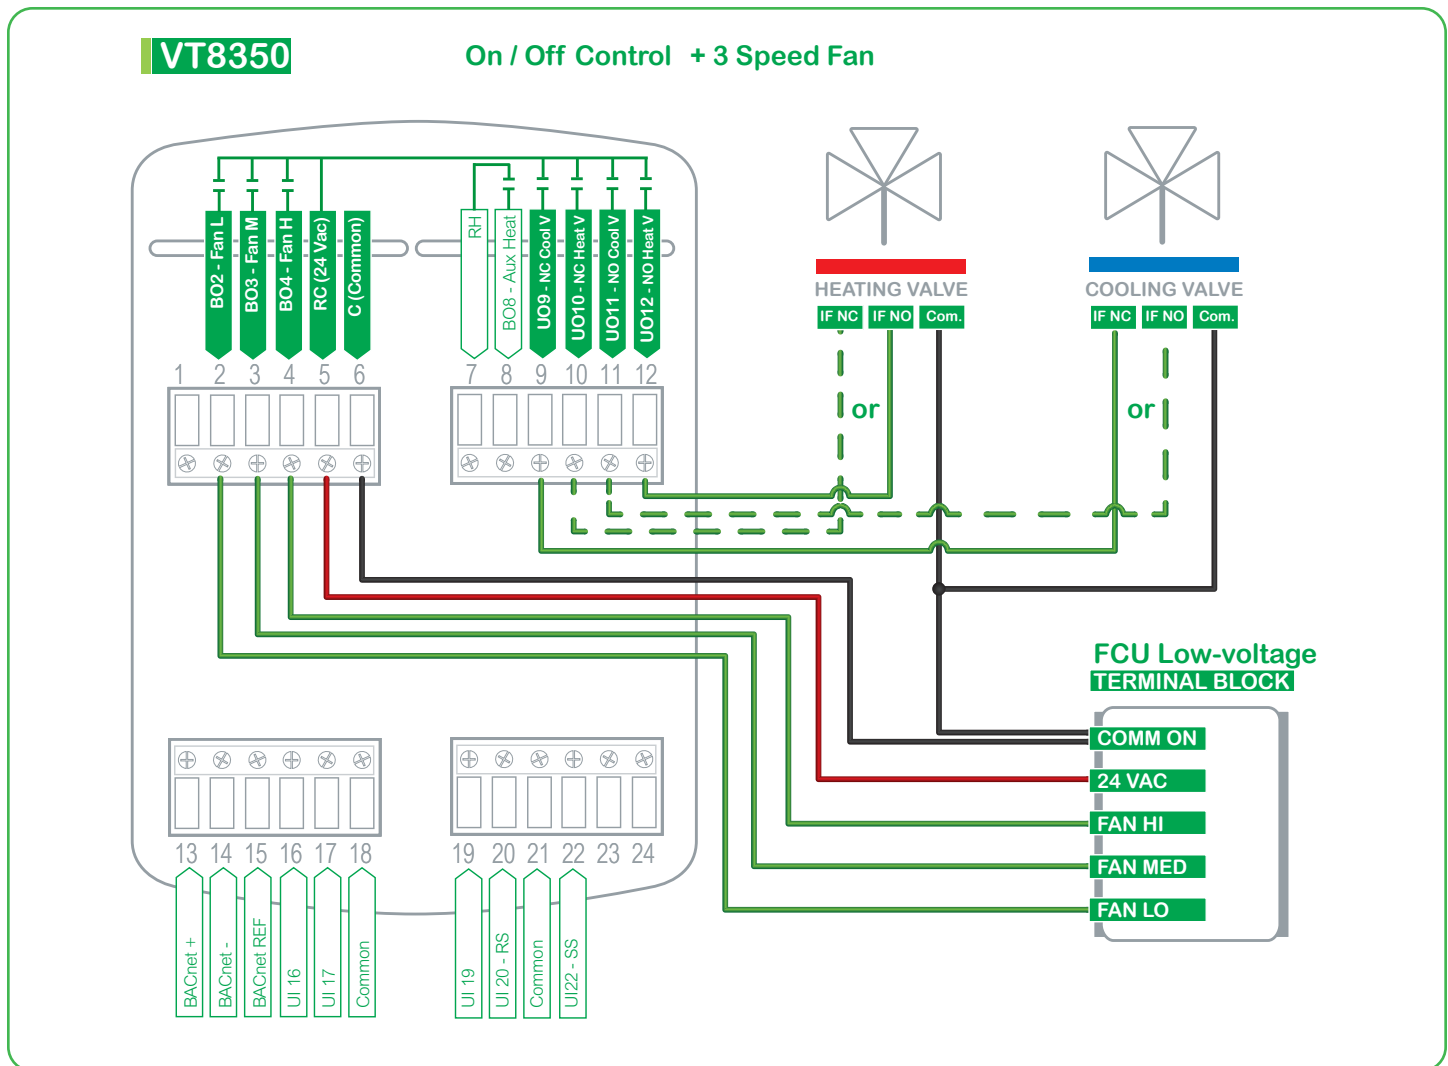 VT8350
On / Off Control + 3 Speed Fan
BO2 - Fan L
BO3 - Fan M
BO4 - Fan H
RC (24 Vac)
C (Common)
RH
BO8 - Aux Heat
UO9 - NC Cool V
UO10 - NC Heat V
UO11 - NO Cool V
UO12 - NO Heat V
1 2 3 4 5 6
7 8 9 10 11 12
HEATING VALVE
IF NC IF NO Com.
or
COOLING VALVE
IF NC IF NO Com.
or
FCU Low-voltage
TERMINAL BLOCK
COMM ON
24 VAC
FAN HI
FAN MED
FAN LO
13 14 15 16 17 18
19 20 21 22 23 24
BACnet +
BACnet -
BACnet REF
UI 16
UI 17
Common
UI 19
UI 20 - RS
Common
UI22 - SS